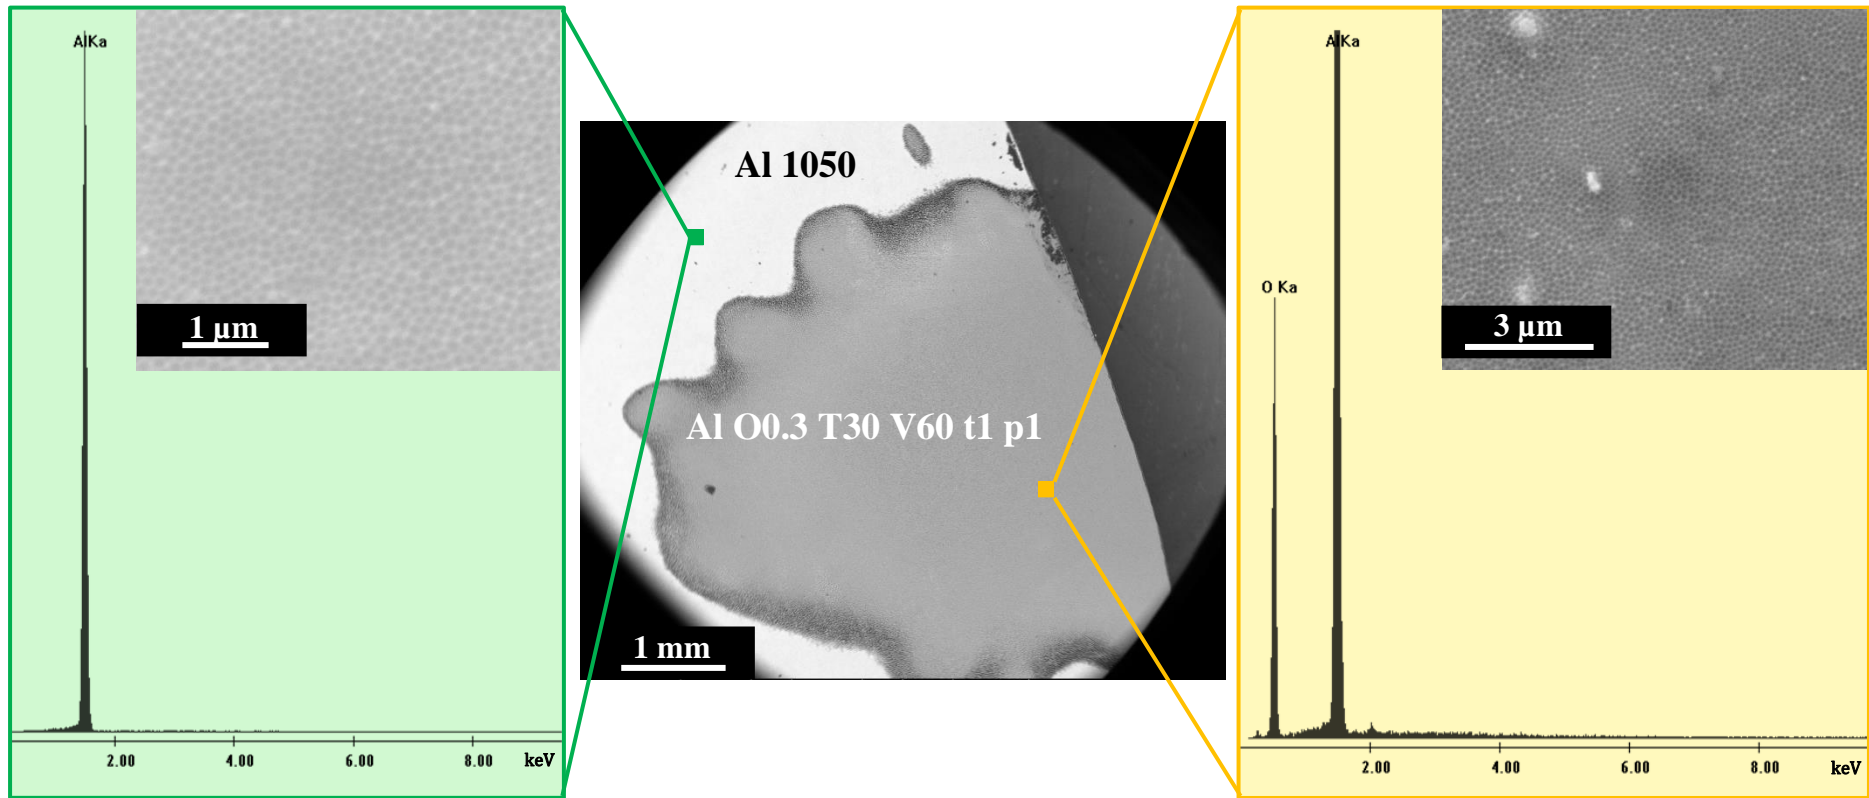 AlKa
1 µm
2.00 4.00 6.00 8.00 keV
Al 1050
Al O0.3 T30 V60 t1 p1
1 mm
AlKa
O Ka
3 µm
2.00 4.00 6.00 8.00 keV